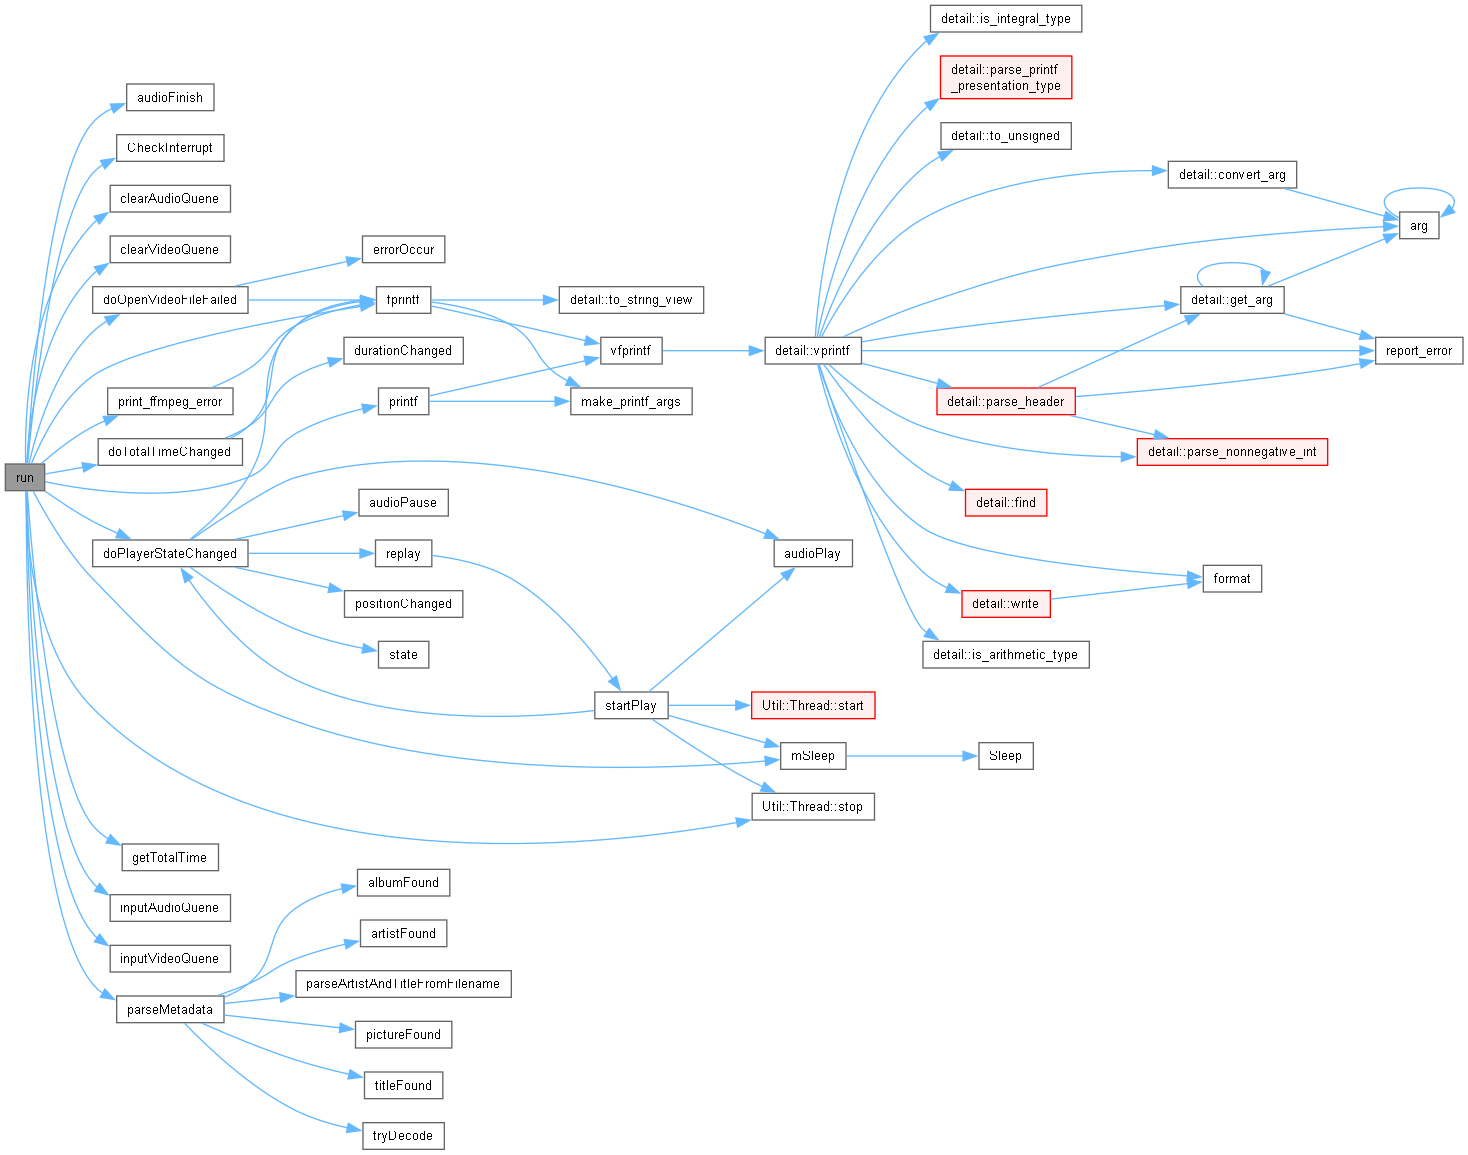 detail::is_integral_type
detail::parse_printf
_presentation_type
audioFinish
detail::to_unsigned
CheckInterrupt
detail::convert_arg
clearAudioQuene
arg
clearVideoQuene
errorOccur
doOpenVideoFileFailed
fprintf
detail::to_string_view
detail::get_arg
durationChanged
vfprintf
detail::vprintf
report_error
print_ffmpeg_error
printf
make_printf_args
detail::parse_header
doTotalTimeChanged
detail::parse_nonnegative_int
run
audioPause
detail::find
doPlayerStateChanged
replay
audioPlay
format
positionChanged
detail::write
state
detail::is_arithmetic_type
startPlay
Util::Thread::start
mSleep
Sleep
Util::Thread::stop
getTotalTime
albumFound
inputAudioQuene
artistFound
inputVideoQuene
parseArtistAndTitleFromFilename
parseMetadata
pictureFound
titleFound
tryDecode